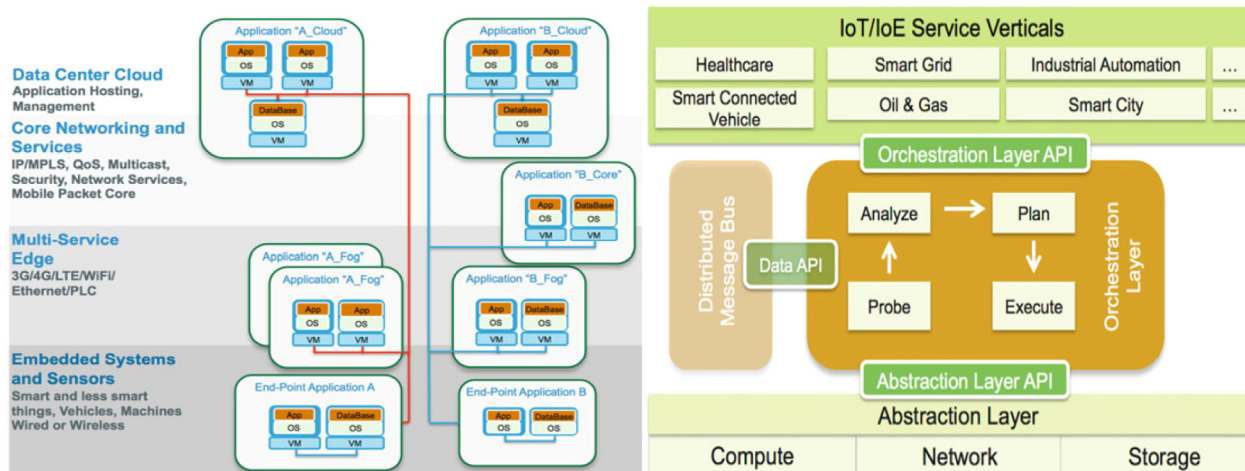 Data Center Cloud
Application Hosting,
Management
Core Networking and
Services
IP/MPLS, QoS, Multicast,
Security, Network Services,
Mobile Packet Core
Multi-Service
Edge
3G/4G/LTE/WiFi/
Ethernet/PLC
Embedded Systems
and Sensors
Smart and less smart
things, Vehicles, Machines
Wired or Wireless
Application "A_Cloud"
App App
OS OS
VM VM
DataBase
OS
VM
Application "A_Fog"
Application "A_Fog"
App App
OS OS
VM VM
End-Point Application A
App DataBase
OS OS
VM VM
Application "B_Cloud"
App App
OS OS
VM VM
DataBase
OS
VM
Application "B_Core"
App DataBase
OS OS
VM VM
Application "B_Fog"
App DataBase
OS OS
VM VM
End-Point Application B
App DataBase
OS OS
IoT/IoE Service Verticals
Healthcare Smart Grid Industrial Automation ...
Smart Connected
Vehicle
Oil & Gas Smart City ...
Orchestration Layer API
Distributed
Message Bus
Data API
Analyze Plan
Probe Execute
Orchestration
Layer
Abstraction Layer API
Abstraction Layer
Compute Network Storage